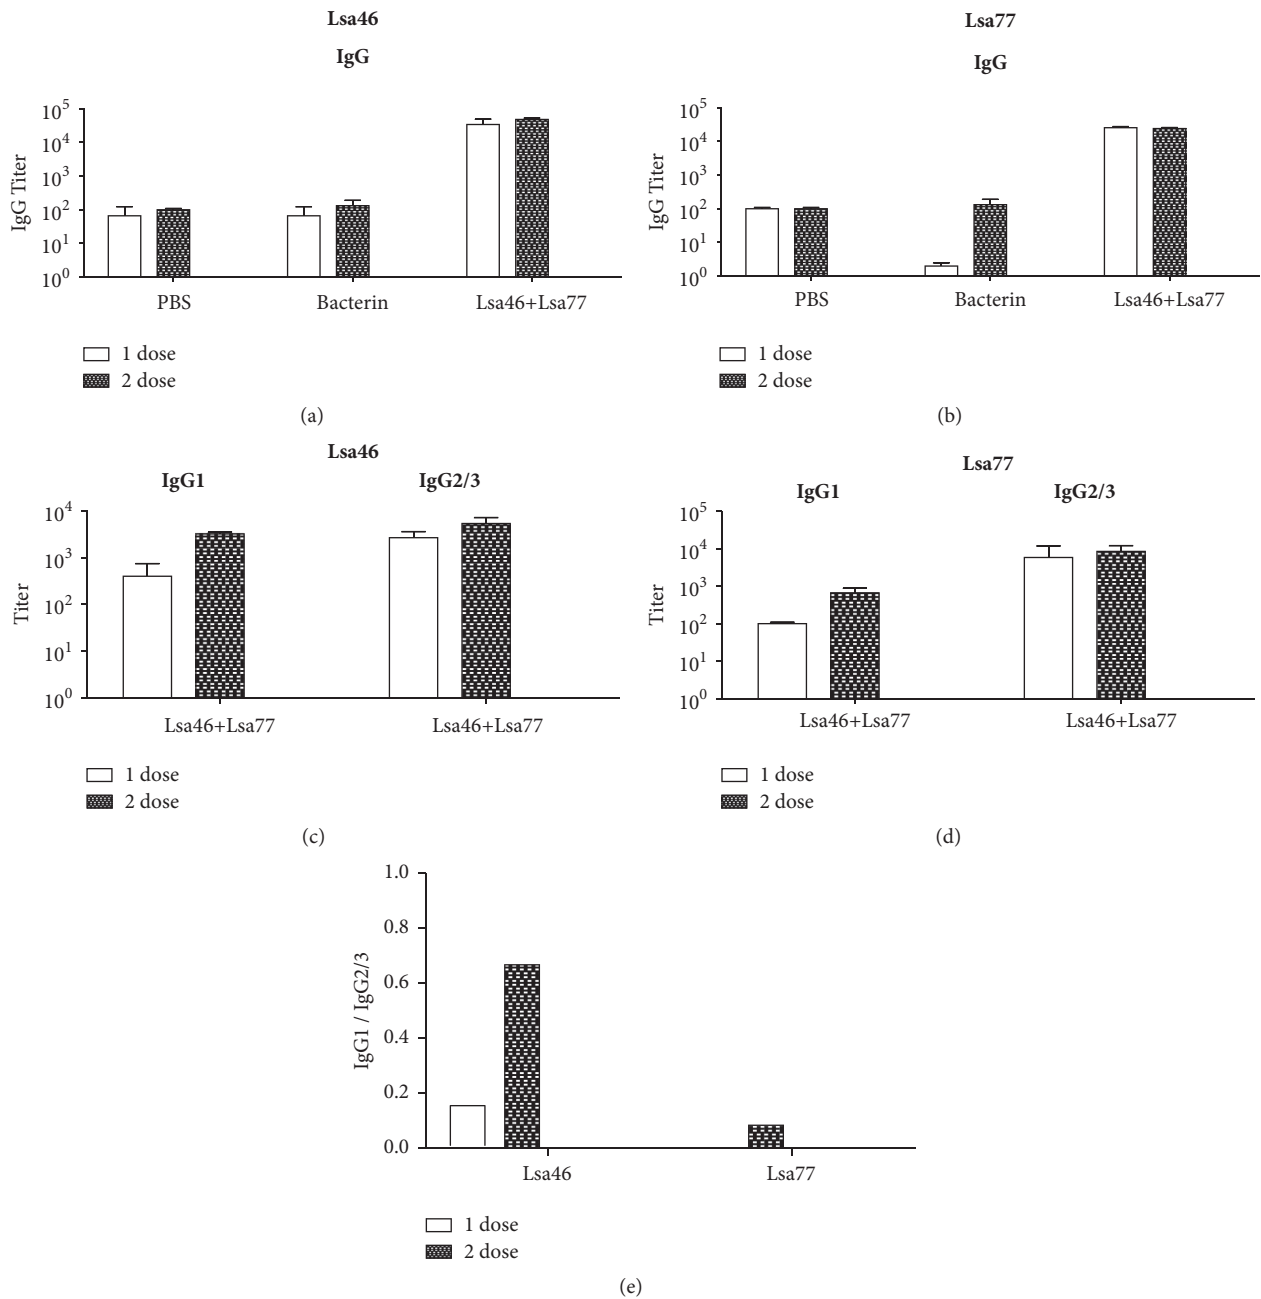 Lsa46
IgG
IgG Titer
10^5
10^4
10^3
10^2
10^1
10^0
PBS Bacterin Lsa46+Lsa77
1 dose
2 dose
(a)
Lsa77
IgG
IgG Titer
10^5
10^4
10^3
10^2
10^1
10^0
PBS Bacterin Lsa46+Lsa77
1 dose
2 dose
(b)
Lsa46
IgG1 IgG2/3
Titer
10^4
10^3
10^2
10^1
10^0
Lsa46+Lsa77 Lsa46+Lsa77
1 dose
2 dose
(c)
Lsa77
IgG1 IgG2/3
Titer
10^5
10^4
10^3
10^2
10^1
10^0
Lsa46+Lsa77 Lsa46+Lsa77
1 dose
2 dose
(d)
IgG1 / IgG2/3
1.0
0.8
0.6
0.4
0.2
0.0
Lsa46 Lsa77
1 dose
2 dose
(e)